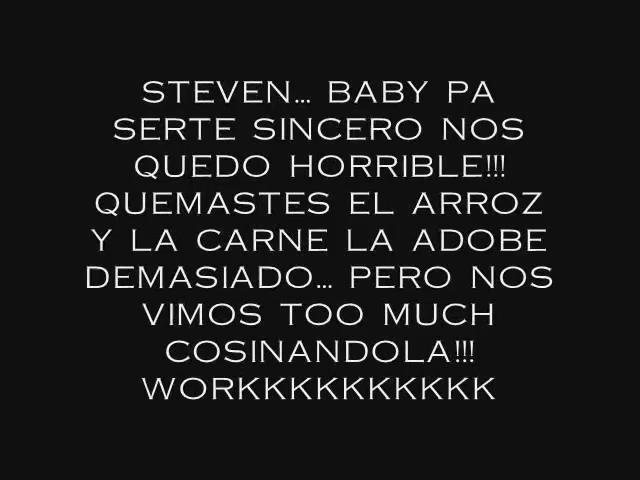 STEVEN... BABY PA
SERTE SINCERO NOS
QUEDO HORRIBLE!!!
QUEMASTES EL ARROZ
Y LA CARNE LA ADOBE
DEMASIADO... PERO NOS
VIMOS TOO MUCH
COSINANDOLA!!!
WORKKKKKKKKKKK